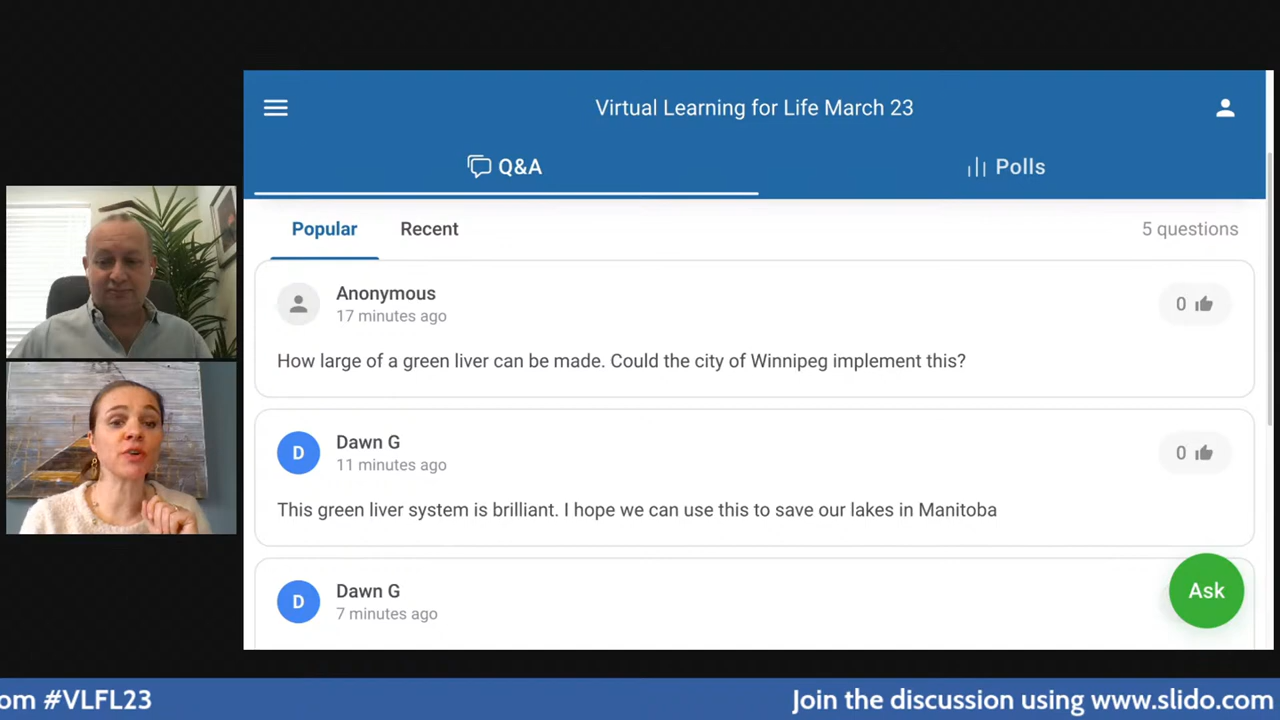 Virtual Learning for Life March 23
Q&A
Polls
Popular
Recent
5 questions
Anonymous
17 minutes ago
0
How large of a green liver can be made. Could the city of Winnipeg implement this?
D
Dawn G
11 minutes ago
0
This green liver system is brilliant. I hope we can use this to save our lakes in Manitoba
D
Dawn G
7 minutes ago
Ask
om #VLFL23
Join the discussion using www.slido.com